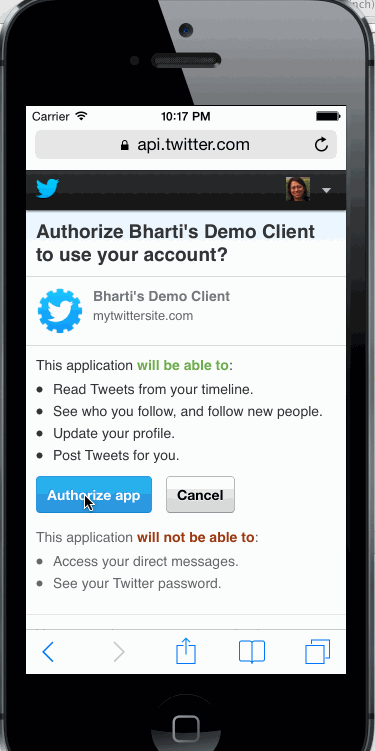 nch)
Carrier 10:17 PM
api.twitter.com
Authorize Bharti's Demo Client
to use your account?
Bharti's Demo Client
mytwittersite.com
This application will be able to:
• Read Tweets from your timeline.
• See who you follow, and follow new people.
• Update your profile.
• Post Tweets for you.
Authorize app Cancel
This application will not be able to:
• Access your direct messages.
• See your Twitter password.